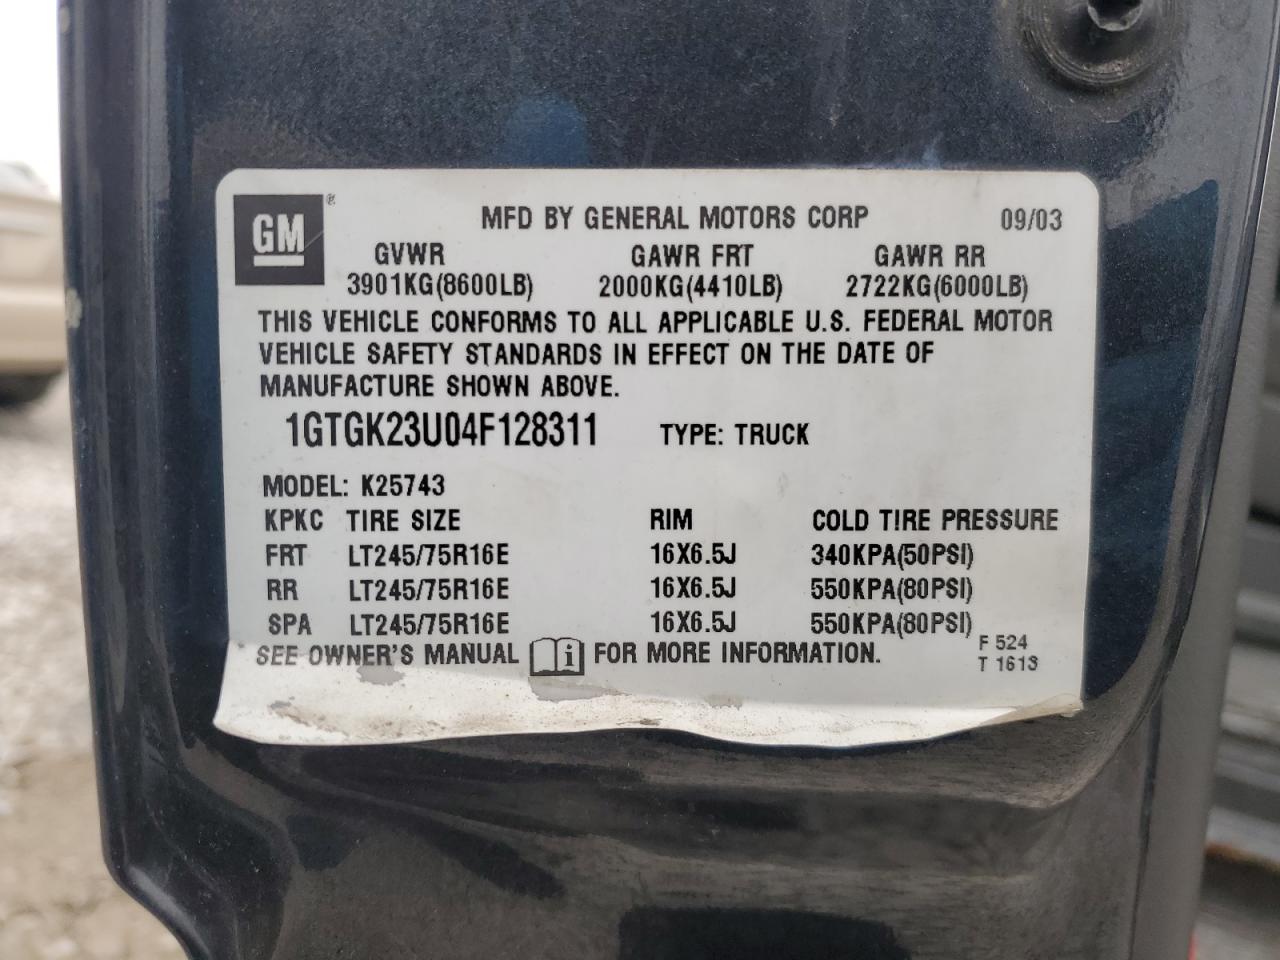 GM ® MFD BY GENERAL MOTORS CORP 09/03
GVWR GAWR FRT GAWR RR
3901KG(8600LB) 2000KG(4410LB) 2722KG(6000LB)
THIS VEHICLE CONFORMS TO ALL APPLICABLE U.S. FEDERAL MOTOR
VEHICLE SAFETY STANDARDS IN EFFECT ON THE DATE OF
MANUFACTURE SHOWN ABOVE.
1GTGK23U04F128311 TYPE: TRUCK
MODEL: K25743
KPKC TIRE SIZE RIM COLD TIRE PRESSURE
FRT LT245/75R16E 16X6.5J 340KPA(50PSI)
RR LT245/75R16E 16X6.5J 550KPA(80PSI)
SPA LT245/75R16E 16X6.5J 550KPA(80PSI)
SEE OWNER'S MANUAL i FOR MORE INFORMATION.
F 524
T 1613